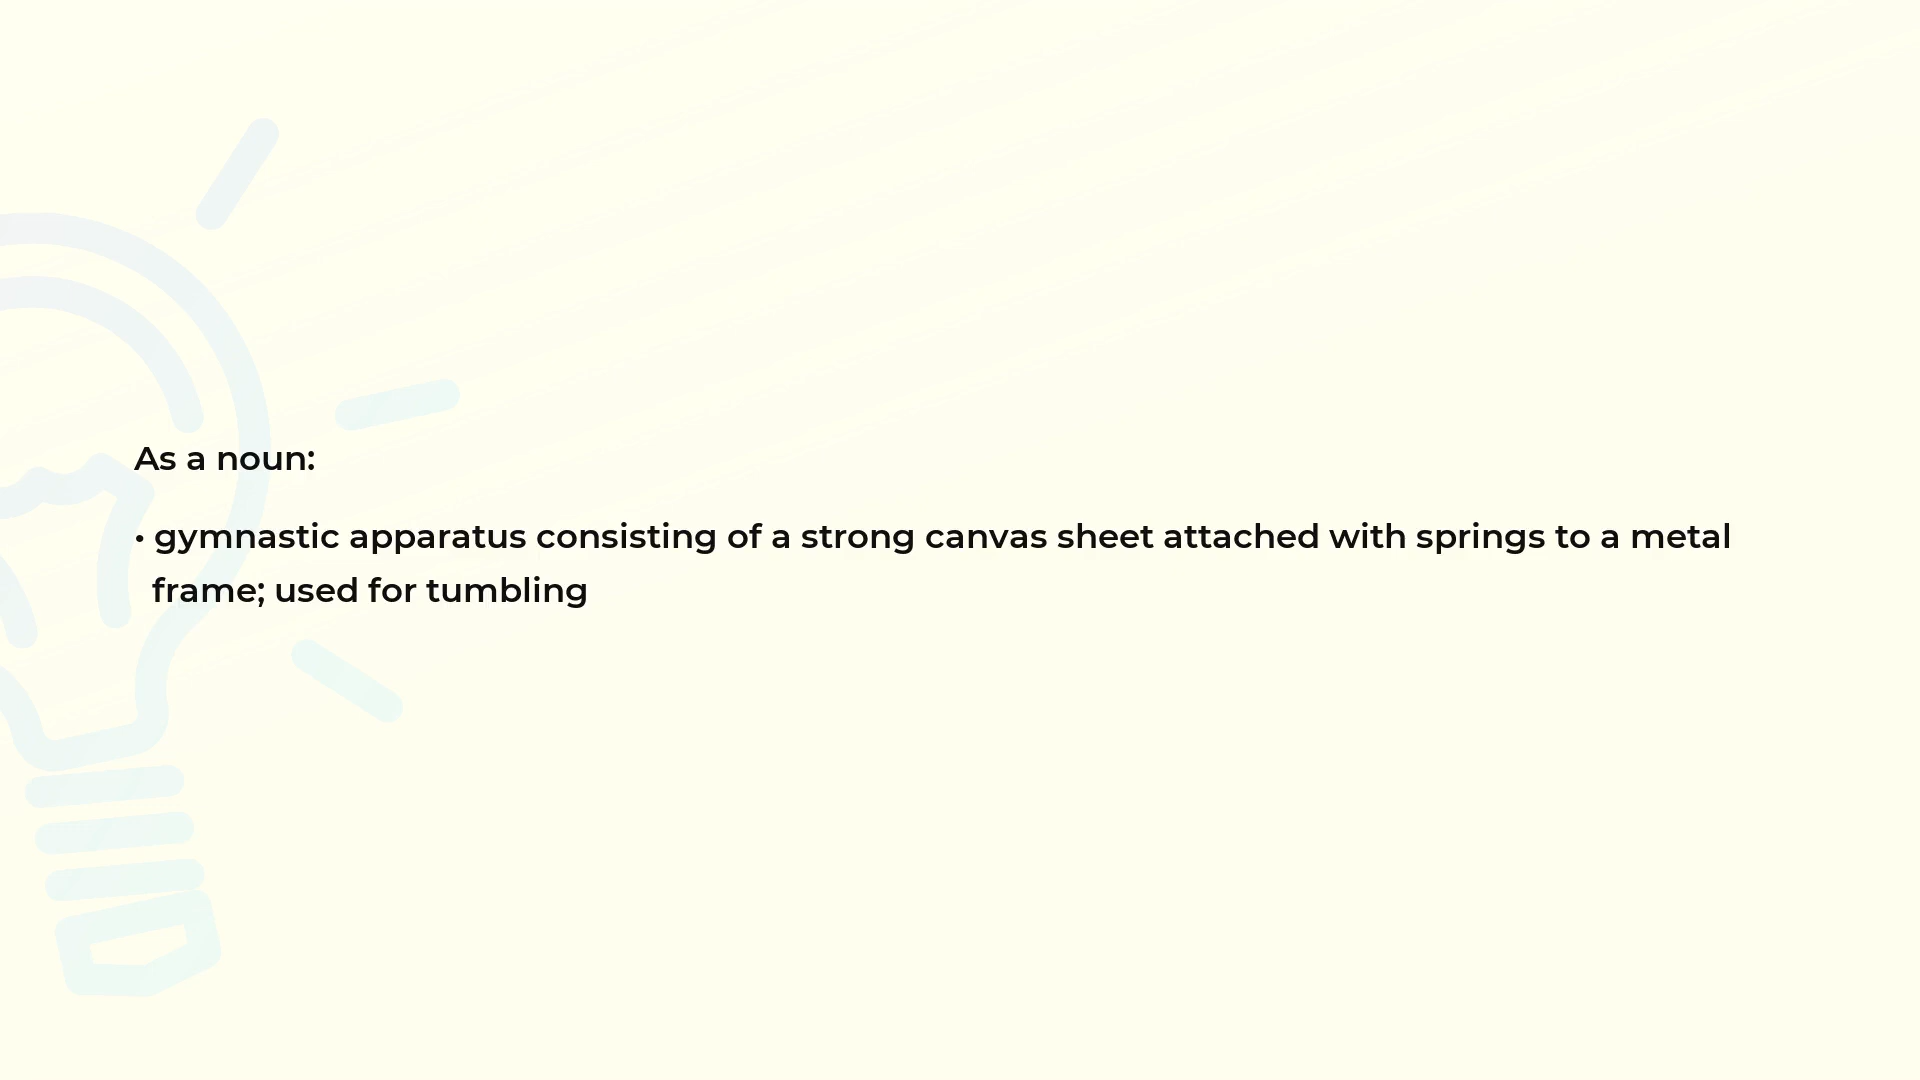 As a noun:
• gymnastic apparatus consisting of a strong canvas sheet attached with springs to a metal
frame; used for tumbling